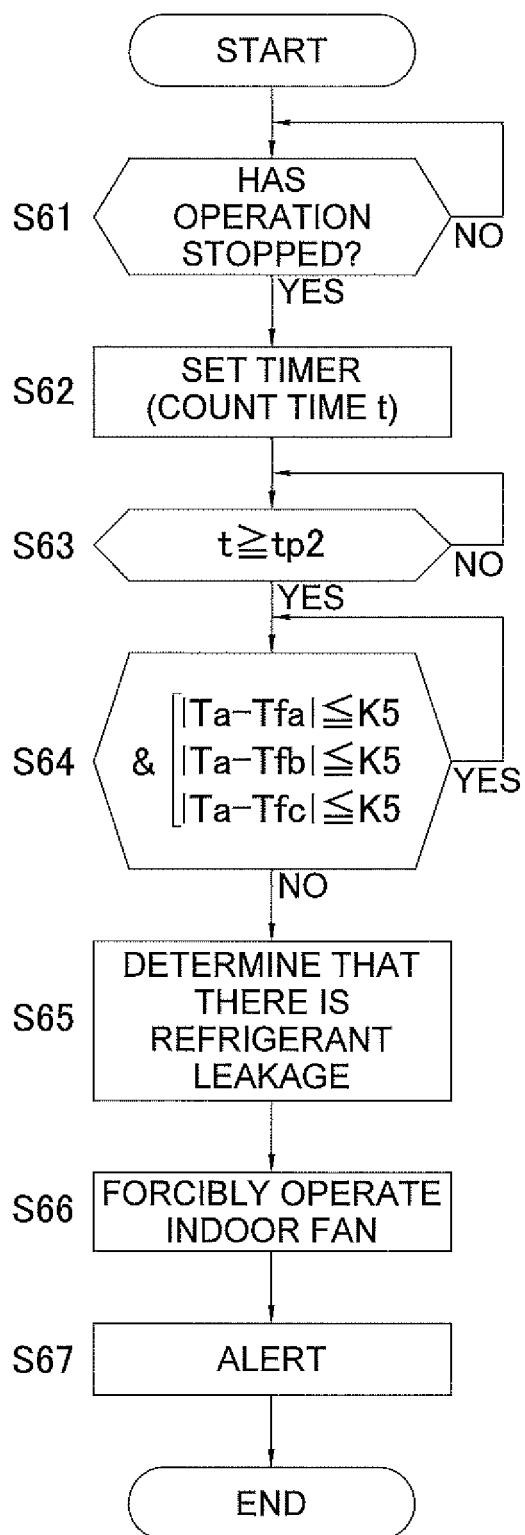 START
HAS
OPERATION
STOPPED?
S61
NO
YES
SET TIMER
(COUNT TIME t)
S62
t≧tp2
S63
NO
YES
|Ta-Tfa|≦K5
& |Ta-Tfb|≦K5
|Ta-Tfc|≦K5
S64
YES
NO
DETERMINE THAT
THERE IS
REFRIGERANT
LEAKAGE
S65
FORCIBLY OPERATE
INDOOR FAN
S66
S67
ALERT
END